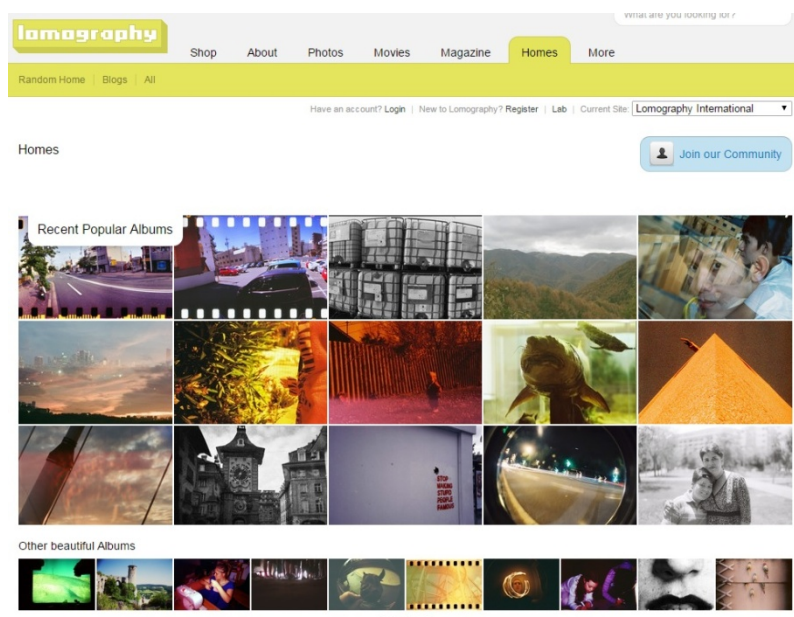 What are you looking for?
lomography
Shop About Photos Movies Magazine Homes More
Random Home | Blogs | All
Have an account? Login | New to Lomography? Register | Lab | Current Site: Lomography International
Homes
Join our Community
Recent Popular Albums
STOP
MAKING
STUPID
PEOPLE
FAMOUS
Other beautiful Albums